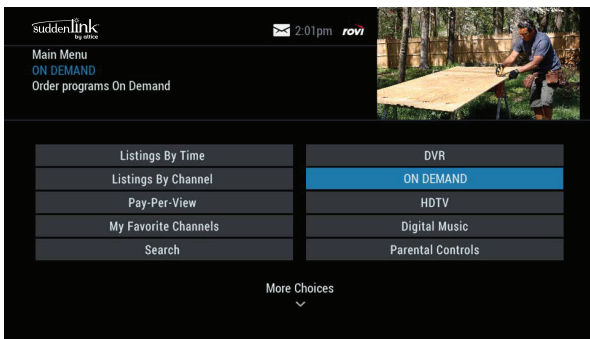 suddenlink
by altice
2:01pm rovi
Main Menu
ON DEMAND
Order programs On Demand
Listings By Time
Listings By Channel
Pay-Per-View
My Favorite Channels
Search
DVR
ON DEMAND
HDTV
Digital Music
Parental Controls
More Choices